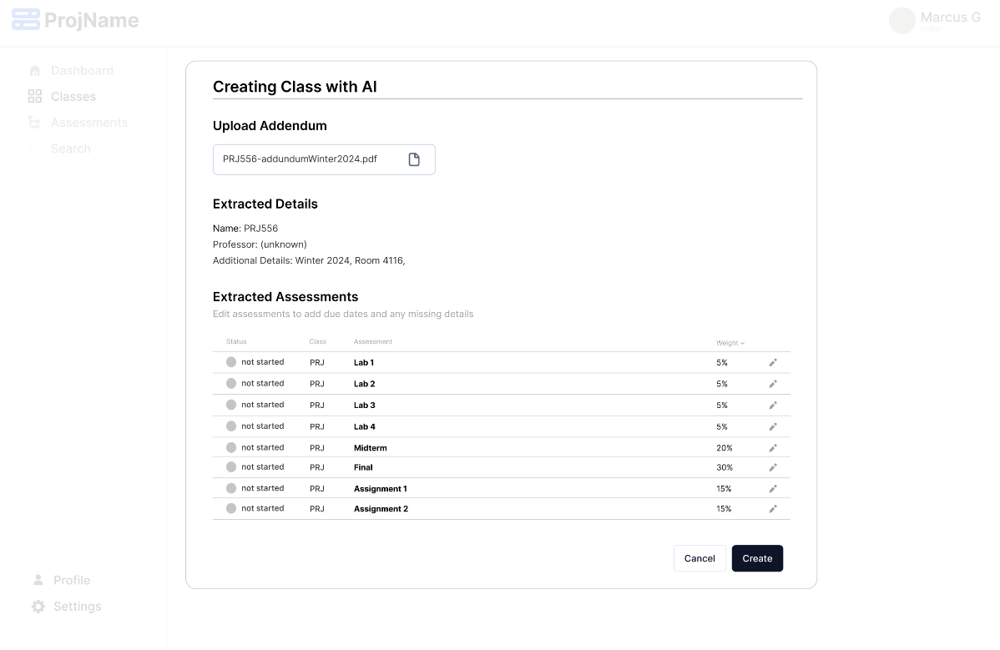 ProjName
Marcus G
Profile
Dashboard
Classes
Assessments
Search
Profile
Settings
Creating Class with AI
Upload Addendum
PRJ556-addundumWinter2024.pdf
Extracted Details
Name: PRJ556
Professor: (unknown)
Additional Details: Winter 2024, Room 4116,
Extracted Assessments
Edit assessments to add due dates and any missing details
Status Class Assessment Weight
not started PRJ Lab 1 5%
not started PRJ Lab 2 5%
not started PRJ Lab 3 5%
not started PRJ Lab 4 5%
not started PRJ Midterm 20%
not started PRJ Final 30%
not started PRJ Assignment 1 15%
not started PRJ Assignment 2 15%
Cancel Create